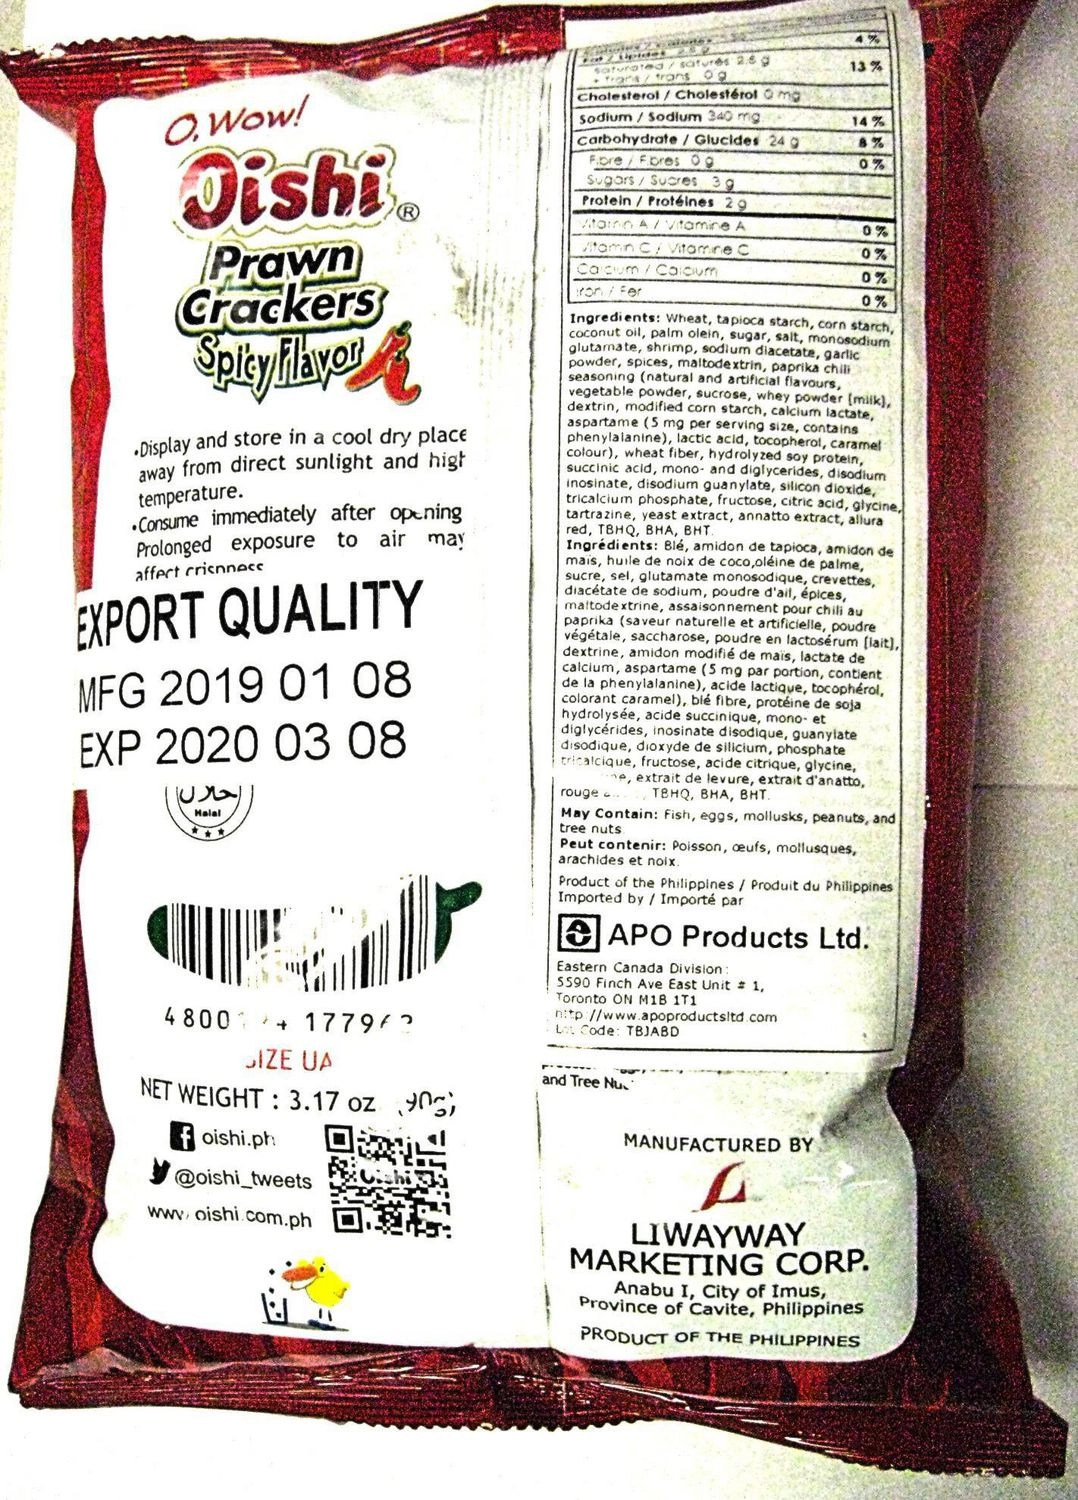 O, Wow!
Oishi®
Prawn
Crackers
Spicy Flavor
•Display and store in a cool dry place
away from direct sunlight and high
temperature.
•Consume immediately after opening
Prolonged exposure to air may
affect crispness
EXPORT QUALITY
MFG 2019 01 08
EXP 2020 03 08
حلال
Halal
4800 177962
SIZE UA
NET WEIGHT : 3.17 oz (90g)
oishi.ph
@oishi_tweets
www.oishi.com.ph
Oishi
4 %
Fat / Lipides
saturated / saturés 2.5 g 13 %
+ trans / trans 0 g
Cholesterol / Cholestérol 0 mg
Sodium / Sodium 340 mg 14 %
Carbohydrate / Glucides 24 g 8 %
Fibre / Fibres 0 g 0 %
Sugars / Sucres 3 g
Protein / Protéines 2 g
Vitamin A / Vitamine A 0 %
Vitamin C / Vitamine C 0 %
Calcium / Calcium 0 %
Iron / Fer 0 %
Ingredients: Wheat, tapioca starch, corn starch,
coconut oil, palm olein, sugar, salt, monosodium
glutamate, shrimp, sodium diacetate, garlic
powder, spices, maltodextrin, paprika chili
seasoning (natural and artificial flavours,
vegetable powder, sucrose, whey powder [milk],
dextrin, modified corn starch, calcium lactate,
aspartame (5 mg per serving size, contains
phenylalanine), lactic acid, tocopherol, caramel
colour), wheat fiber, hydrolyzed soy protein,
succinic acid, mono- and diglycerides, disodium
inosinate, disodium guanylate, silicon dioxide,
tricalcium phosphate, fructose, citric acid, glycine,
tartrazine, yeast extract, annatto extract, allura
red, TBHQ, BHA, BHT.
Ingrédients: Blé, amidon de tapioca, amidon de
maïs, huile de noix de coco,oléine de palme,
sucre, sel, glutamate monosodique, crevettes,
diacétate de sodium, poudre d'ail, épices,
maltodextrine, assaisonnement pour chili au
paprika (saveur naturelle et artificielle, poudre
végétale, saccharose, poudre en lactosérum [lait],
dextrine, amidon modifié de maïs, lactate de
calcium, aspartame (5 mg par portion, contient
de la phenylalanine), acide lactique, tocophérol,
colorant caramel), blé fibre, protéine de soja
hydrolysée, acide succinique, mono- et
diglycérides, inosinate disodique, guanylate
disodique, dioxyde de silicium, phosphate
tricalcique, fructose, acide citrique, glycine,
extrait de levure, extrait d'anatto,
rouge TBHQ, BHA, BHT.
May Contain: Fish, eggs, mollusks, peanuts, and
tree nuts
Peut contenir: Poisson, œufs, mollusques,
arachides et noix.
Product of the Philippines / Produit du Philippines
Imported by / Importé par
APO Products Ltd.
Eastern Canada Division:
5590 Finch Ave East Unit # 1,
Toronto ON M1B 1T1
http://www.apoproductsltd.com
Lot Code: TBJABD
and Tree Nut
MANUFACTURED BY
LIWAYWAY
MARKETING CORP.
Anabu I, City of Imus,
Province of Cavite, Philippines
PRODUCT OF THE PHILIPPINES